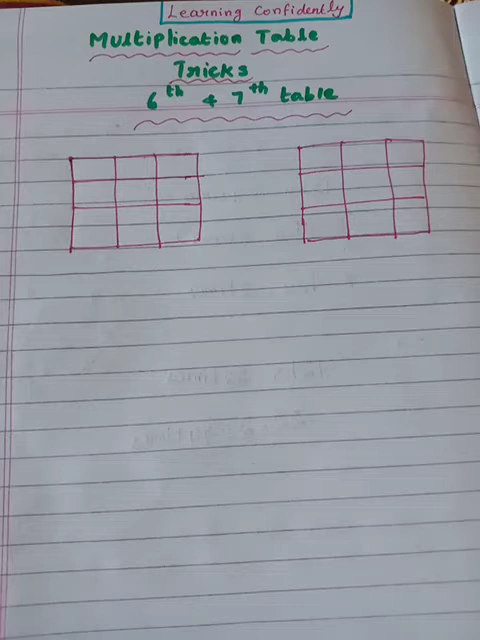 Learning Confidently
Multiplication Table
Tricks
6th & 7th table